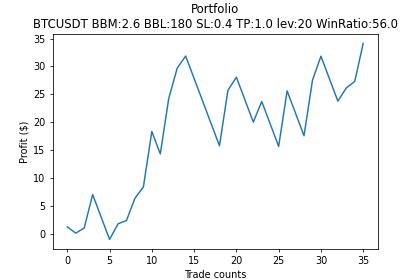 Portfolio
BTCUSDT BBM:2.6 BBL:180 SL:0.4 TP:1.0 lev:20 WinRatio:56.0
35
30
25
20
15
10
5
0
Profit ($)
0 5 10 15 20 25 30 35
Trade counts